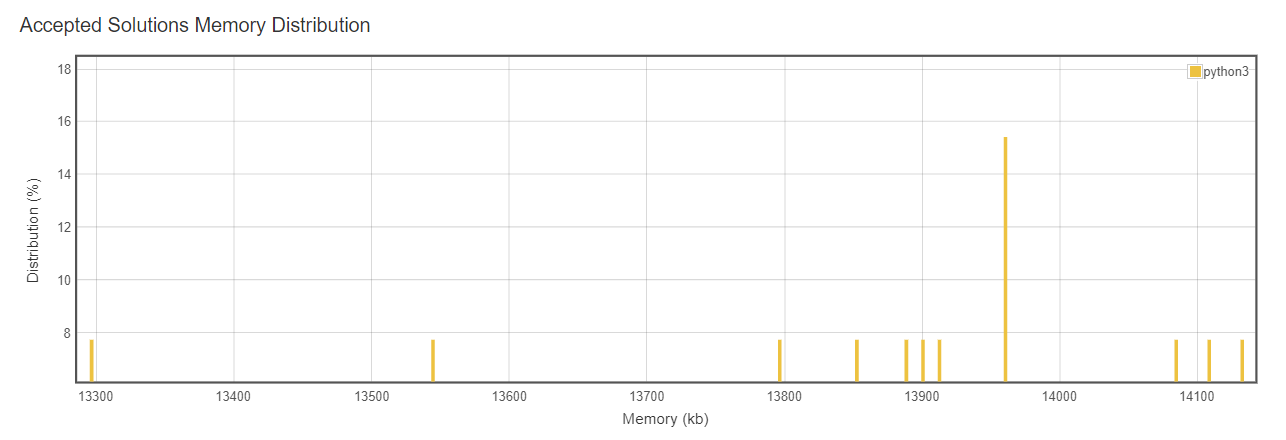 Accepted Solutions Memory Distribution
python3
18
16
14
12
10
8
Distribution (%)
13300 13400 13500 13600 13700 13800 13900 14000 14100
Memory (kb)